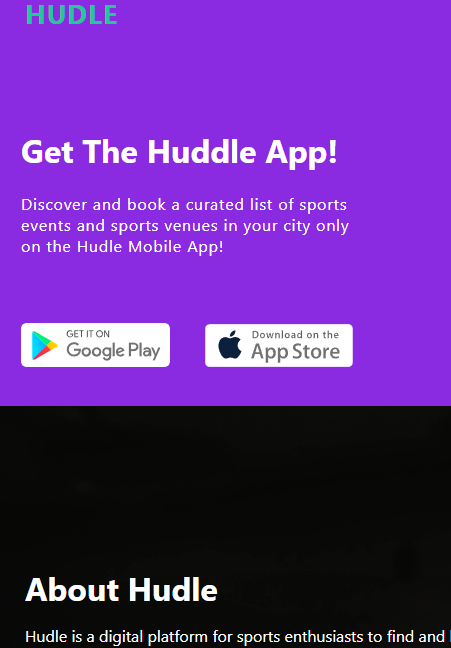 HUDLE
Get The Huddle App!
Discover and book a curated list of sports
events and sports venues in your city only
on the Hudle Mobile App!
GET IT ON
Google Play
Download on the
App Store
About Hudle
Hudle is a digital platform for sports enthusiasts to find and